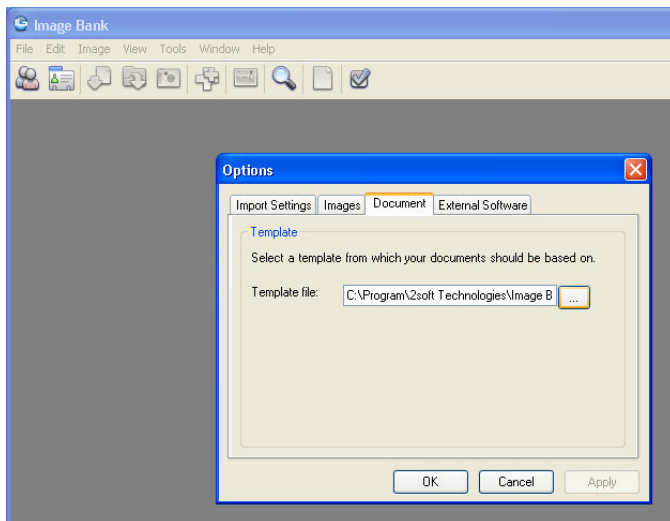 Image Bank
File Edit Image View Tools Window Help
Options
Import Settings Images Document External Software
Template
Select a template from which your documents should be based on.
Template file: C:\Program\2soft Technologies\Image B ...
OK Cancel Apply